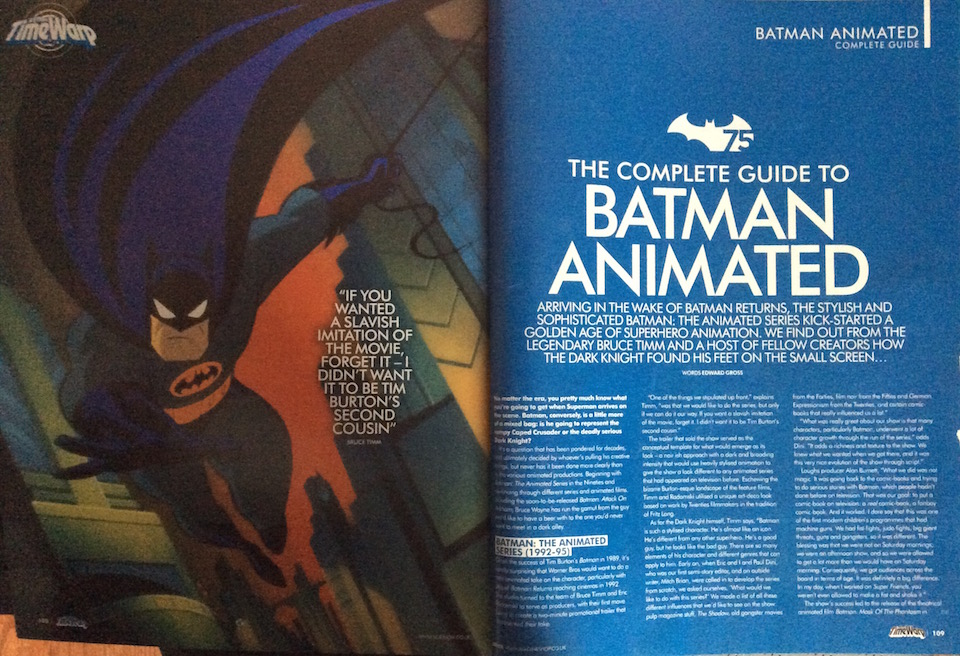 TimeWarp
"IF YOU
WANTED
A SLAVISH
IMITATION OF
THE MOVIE,
FORGET IT – I
DIDN'T WANT
IT TO BE TIM
BURTON'S
SECOND
COUSIN"
BRUCE TIMM
BATMAN ANIMATED
COMPLETE GUIDE
75
THE COMPLETE GUIDE TO
BATMAN
ANIMATED
ARRIVING IN THE WAKE OF BATMAN RETURNS, THE STYLISH AND
SOPHISTICATED BATMAN: THE ANIMATED SERIES KICK-STARTED A
GOLDEN AGE OF SUPERHERO ANIMATION. WE FIND OUT FROM THE
LEGENDARY BRUCE TIMM AND A HOST OF FELLOW CREATORS HOW
THE DARK KNIGHT FOUND HIS FEET ON THE SMALL SCREEN...
WORDS EDWARD GROSS
No matter the era, you pretty much know what
you're going to get when Superman arrives on
the scene. Batman, conversely, is a little more
of a mixed bag: is he going to represent the
Caped Crusader or the deadly serious
Dark Knight?
It's a question that has been pondered for decades,
ultimately decided by whoever's pulling his creative
strings, but never has it been done more clearly than
various animated productions. Beginning with
The Animated Series in the Nineties and
continuing through different series and animated films,
including the soon-to-be-released Batman: Attack On
Arkham, Bruce Wayne has run the gamut from the guy
you'd like to have a beer with to the one you'd never
want to meet in a dark alley.
BATMAN: THE ANIMATED
SERIES (1992-95)
the success of Tim Burton's Batman in 1989, it's
surprising that Warner Bros would want to do a
animated take on the character, particularly with
Batman Returns reaching cinemas in 1992.
studio turned to the team of Bruce Timm and Eric
to serve as producers, with their first move
create a two-minute promotional trailer that
their take.
"One of the things we stipulated up front," explains
Timm, "was that we would like to do the series, but only
if we can do it our way. If you want a slavish imitation
of the movie, forget it. I didn't want it to be Tim Burton's
second cousin."
The trailer that sold the show served as the
conceptual template for what would emerge as its
look – a noir-ish approach with a dark and brooding
intensity that would use heavily stylised animation to
give the show a look different to any animated series
that had appeared on television before. Eschewing the
bizarre Burton-esque landscape of the feature films,
Timm and Radomski utilised a unique art-deco look
based on work by Twenties filmmakers in the tradition
of Fritz Lang.
As for the Dark Knight himself, Timm says, "Batman
is such a stylised character. He's almost like an icon.
He's different from any other superhero. He's a good
guy, but he looks like the bad guy. There are so many
elements of his character and different genres that can
apply to him. Early on, when Eric and I and Paul Dini,
who was our first semi-story editor, and an outside
writer, Mitch Brian, were called in to develop the series
from scratch, we asked ourselves, 'What would we
like to do with this series?' We made a list of all these
different influences that we'd like to see on the show:
pulp magazine stuff, The Shadow, old gangster movies
from the Forties, film noir from the Fifties and German
Expressionism from the Twenties, and certain comic
books that really influenced us a lot."
"What was really great about our show is that many
characters, particularly Batman, underwent a lot of
character growth through the run of the series," adds
Dini. "It adds a richness and texture to the show. We
knew what we wanted when we got there, and it was
this very nice evolution of the show through script."
Laughs producer Alan Burnett, "What we did was not
magic. It was going back to the comic-books and trying
to do serious stories with Batman, which people hadn't
done before on television. That was our goal: to put a
comic book on television: a real comic-book, a fantasy
comic book. And it worked. I dare say that this was one
of the first modern children's programmes that had
machine guns. We had fist fights, judo fights, big giant
threats, guns and gangsters, so it was different. The
blessing was that we were not on Saturday mornings,
we were an afternoon show, and so we were allowed
to get a lot more than we would have on Saturday
morning. Consequently, we got audiences across the
board in terms of age. It was definitely a big difference.
In my day, when I worked on Super Friends, you
weren't even allowed to make a fist and shake it."
The show's success led to the release of the theatrical
animated film Batman: Mask Of The Phantasm in
108
TimeWarp
TimeWarp
109